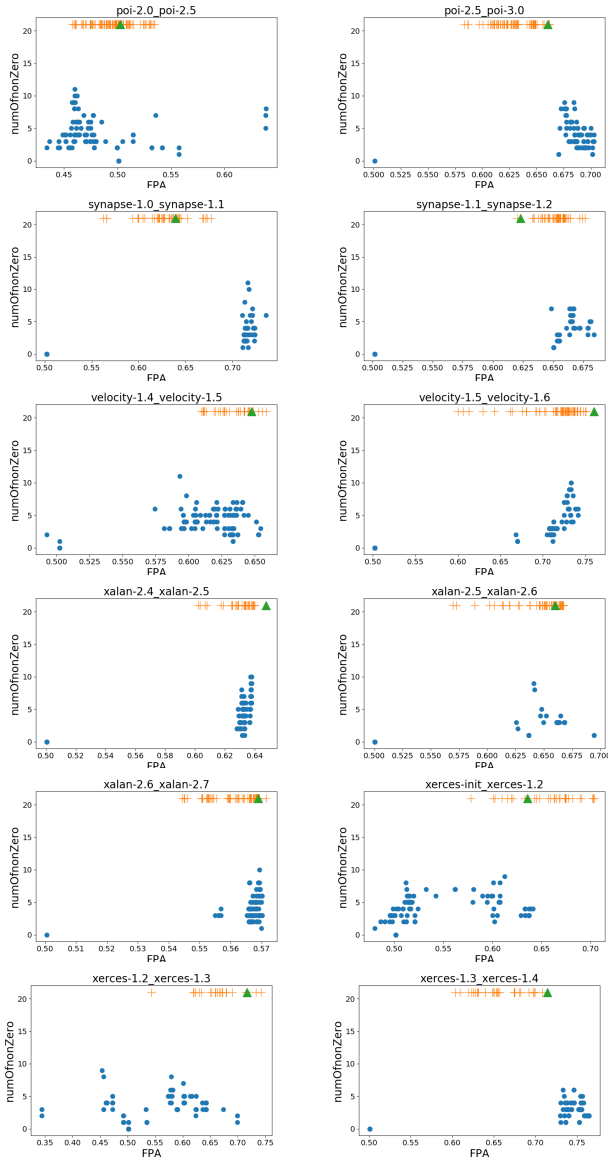 poi-2.0_poi-2.5
numOfnonZero
20
15
10
5
0
0.45 0.50 0.55 0.60
FPA
poi-2.5_poi-3.0
numOfnonZero
20
15
10
5
0
0.500 0.525 0.550 0.575 0.600 0.625 0.650 0.675 0.700
FPA
synapse-1.0_synapse-1.1
numOfnonZero
20
15
10
5
0
0.50 0.55 0.60 0.65 0.70
FPA
synapse-1.1_synapse-1.2
numOfnonZero
20
15
10
5
0
0.500 0.525 0.550 0.575 0.600 0.625 0.650 0.675
FPA
velocity-1.4_velocity-1.5
numOfnonZero
20
15
10
5
0
0.500 0.525 0.550 0.575 0.600 0.625 0.650
FPA
velocity-1.5_velocity-1.6
numOfnonZero
20
15
10
5
0
0.50 0.55 0.60 0.65 0.70 0.75
FPA
xalan-2.4_xalan-2.5
numOfnonZero
20
15
10
5
0
0.50 0.52 0.54 0.56 0.58 0.60 0.62 0.64
FPA
xalan-2.5_xalan-2.6
numOfnonZero
20
15
10
5
0
0.500 0.525 0.550 0.575 0.600 0.625 0.650 0.675 0.700
FPA
xalan-2.6_xalan-2.7
numOfnonZero
20
15
10
5
0
0.50 0.51 0.52 0.53 0.54 0.55 0.56 0.57
FPA
xerces-init_xerces-1.2
numOfnonZero
20
15
10
5
0
0.50 0.55 0.60 0.65 0.70
FPA
xerces-1.2_xerces-1.3
numOfnonZero
20
15
10
5
0
0.35 0.40 0.45 0.50 0.55 0.60 0.65 0.70 0.75
FPA
xerces-1.3_xerces-1.4
numOfnonZero
20
15
10
5
0
0.50 0.55 0.60 0.65 0.70 0.75
FPA